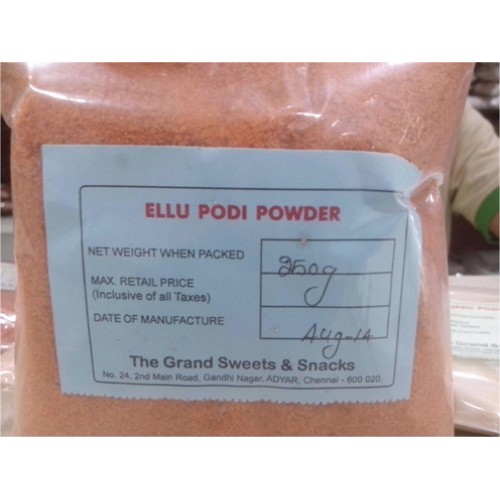 ELLU PODI POWDER
NET WEIGHT WHEN PACKED 250g
MAX. RETAIL PRICE
(Inclusive of all Taxes)
DATE OF MANUFACTURE Aug-14
The Grand Sweets & Snacks
No. 24, 2nd Main Road, Gandhi Nagar, ADYAR, Chennai - 600 020.